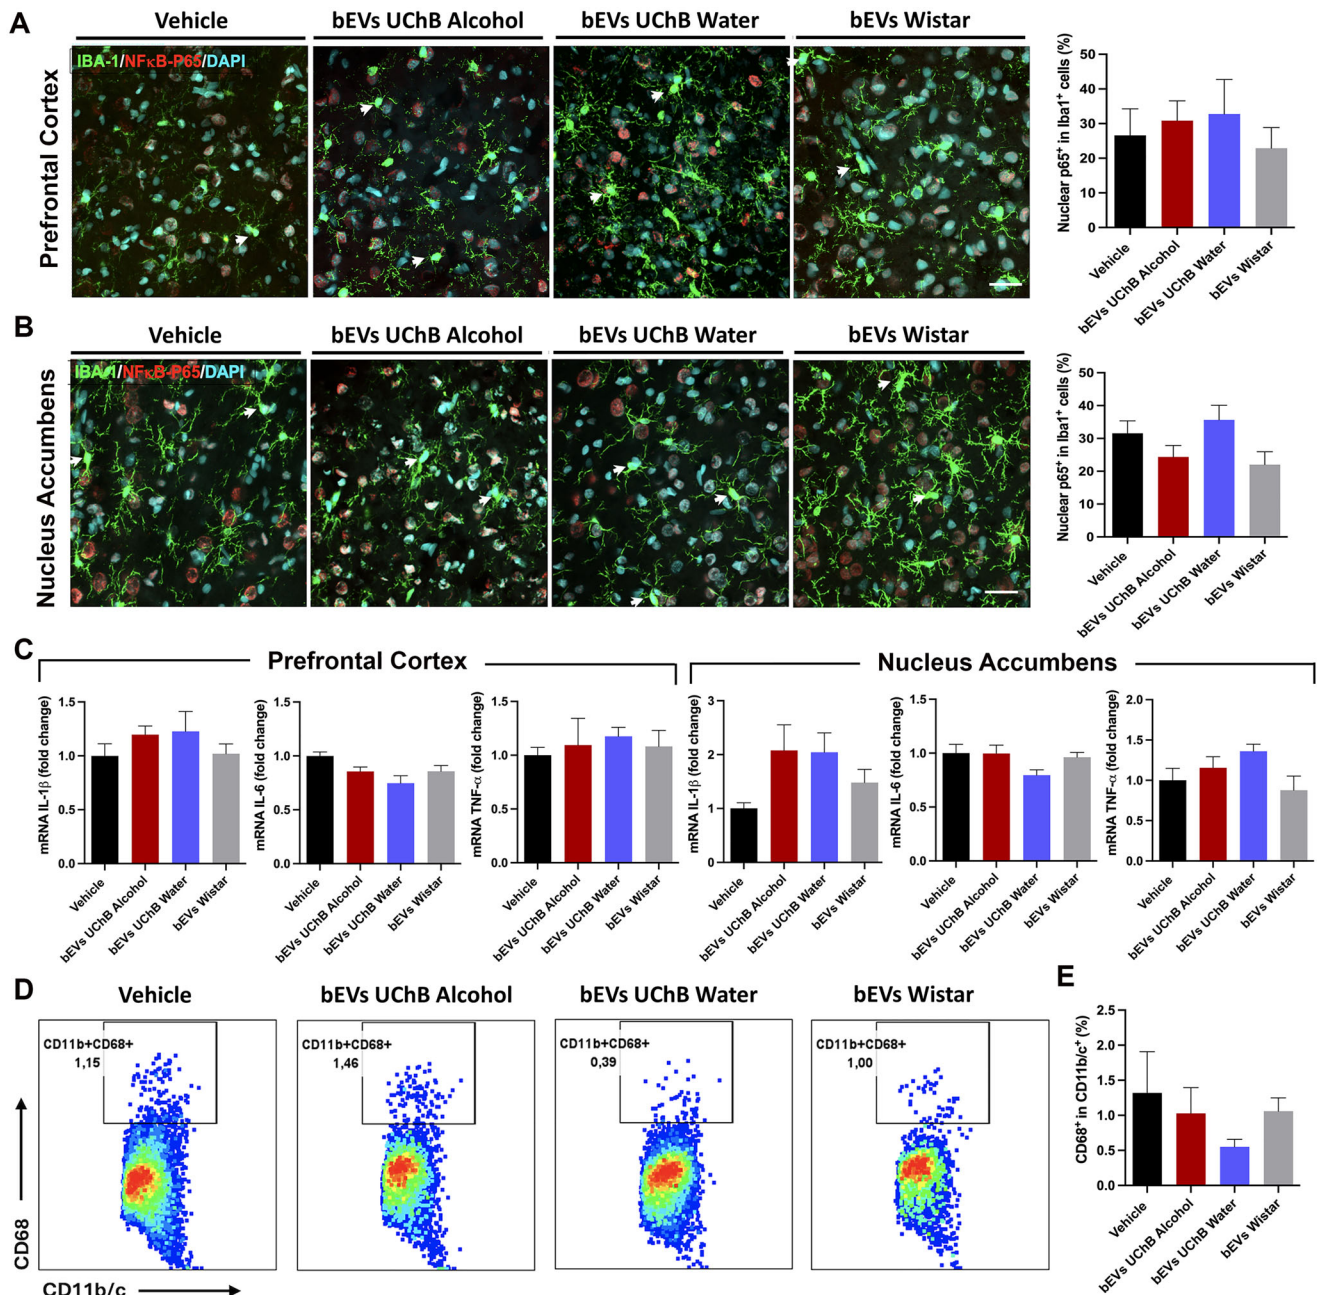 A
Vehicle
bEVs UChB Alcohol
bEVs UChB Water
bEVs Wistar
Prefrontal Cortex
IBA-1/NFκB-P65/DAPI
Nuclear p65⁺ in Iba1⁺ cells (%)
50
40
30
20
10
0
Vehicle
bEVs UChB Alcohol
bEVs UChB Water
bEVs Wistar
B
Vehicle
bEVs UChB Alcohol
bEVs UChB Water
bEVs Wistar
Nucleus Accumbens
IBA-1/NFκB-P65/DAPI
Nuclear p65⁺ in Iba1⁺ cells (%)
50
40
30
20
10
0
Vehicle
bEVs UChB Alcohol
bEVs UChB Water
bEVs Wistar
C
Prefrontal Cortex
Nucleus Accumbens
mRNA IL-1β (fold change)
1.5
1.0
0.5
0.0
Vehicle
bEVs UChB Alcohol
bEVs UChB Water
bEVs Wistar
mRNA IL-6 (fold change)
1.5
1.0
0.5
0.0
Vehicle
bEVs UChB Alcohol
bEVs UChB Water
bEVs Wistar
mRNA TNF-α (fold change)
1.5
1.0
0.5
0.0
Vehicle
bEVs UChB Alcohol
bEVs UChB Water
bEVs Wistar
mRNA IL-1β (fold change)
3
2
1
0
Vehicle
bEVs UChB Alcohol
bEVs UChB Water
bEVs Wistar
mRNA IL-6 (fold change)
1.5
1.0
0.5
0.0
Vehicle
bEVs UChB Alcohol
bEVs UChB Water
bEVs Wistar
mRNA TNF-α (fold change)
2.0
1.5
1.0
0.5
0.0
Vehicle
bEVs UChB Alcohol
bEVs UChB Water
bEVs Wistar
D
Vehicle
bEVs UChB Alcohol
bEVs UChB Water
bEVs Wistar
CD11b+CD68+
1,15
CD11b+CD68+
1,46
CD11b+CD68+
0,39
CD11b+CD68+
1,00
CD68
CD11b/c
E
CD68⁺ in CD11b/c⁺ (%)
2.5
2.0
1.5
1.0
0.5
0.0
Vehicle
bEVs UChB Alcohol
bEVs UChB Water
bEVs Wistar